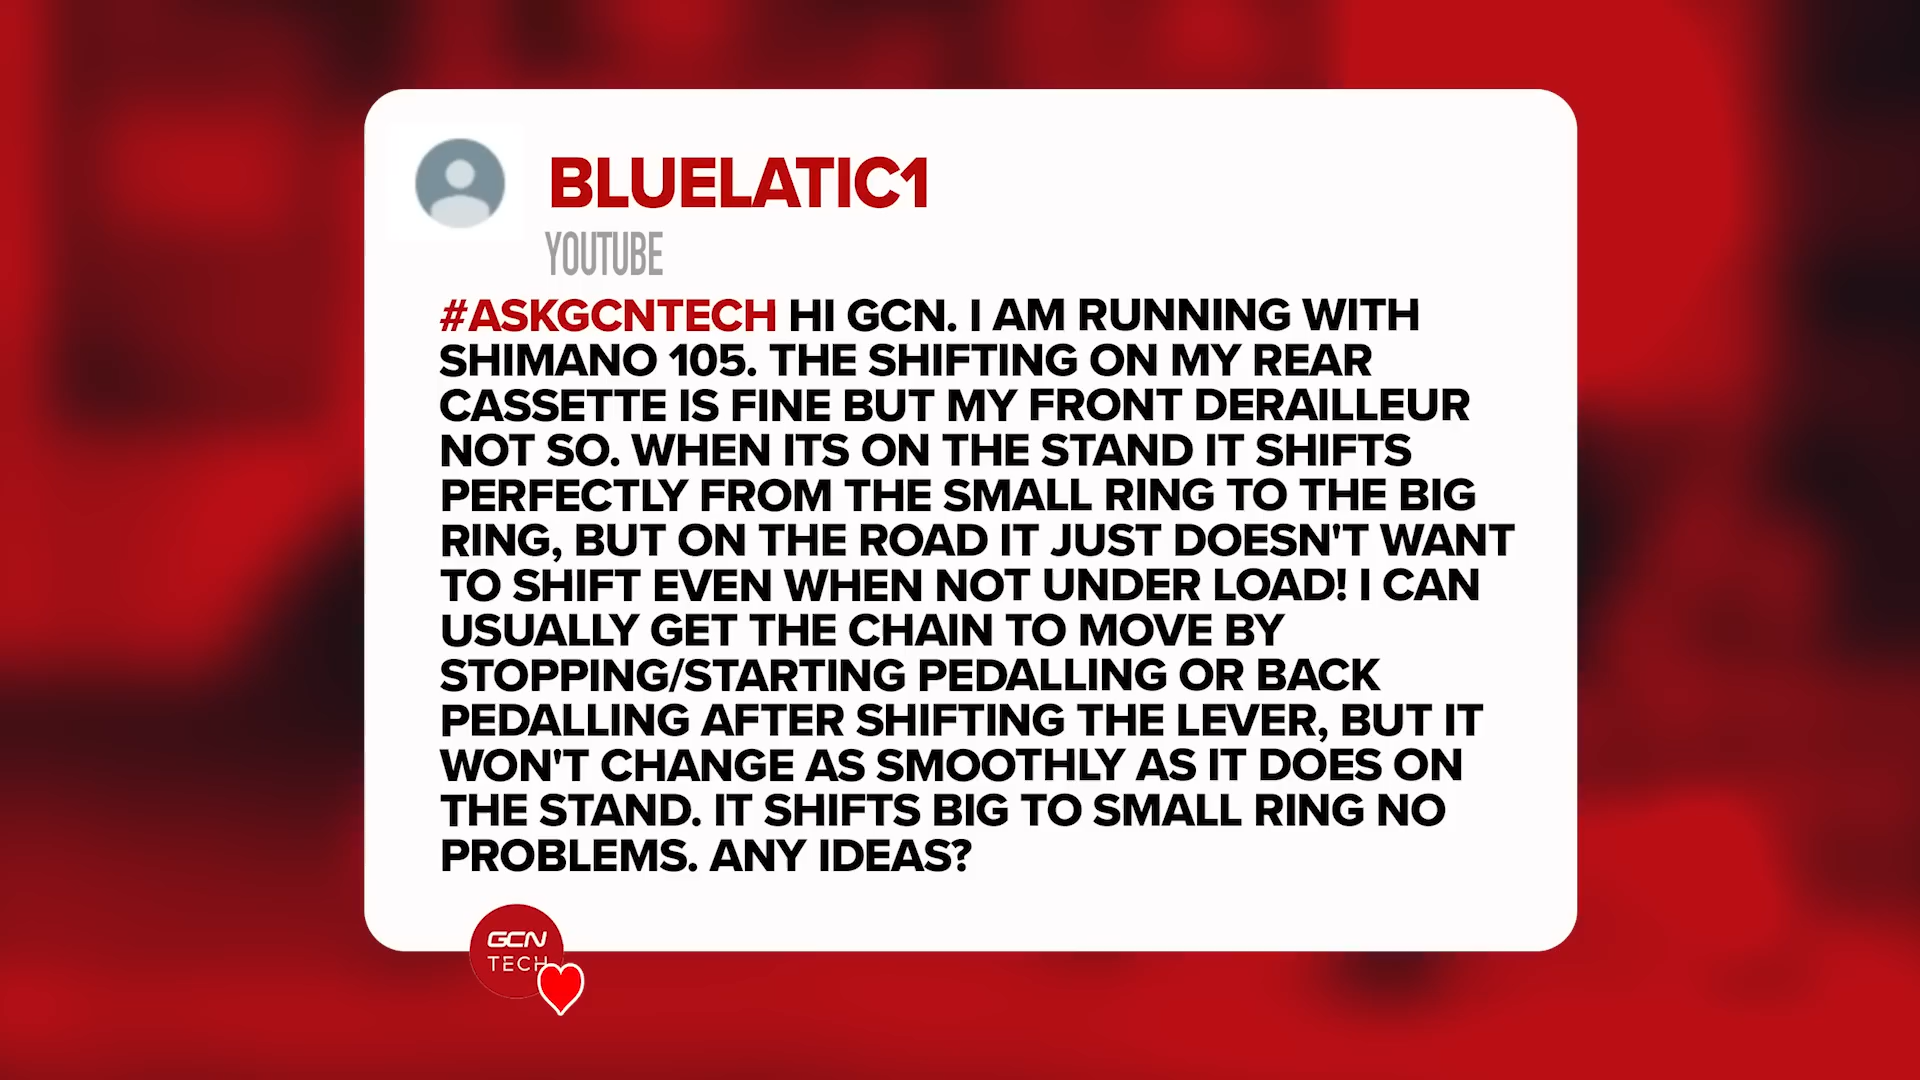 BLUELATIC1
YOUTUBE
#ASKGCNTECH HI GCN. I AM RUNNING WITH
SHIMANO 105. THE SHIFTING ON MY REAR
CASSETTE IS FINE BUT MY FRONT DERAILLEUR
NOT SO. WHEN ITS ON THE STAND IT SHIFTS
PERFECTLY FROM THE SMALL RING TO THE BIG
RING, BUT ON THE ROAD IT JUST DOESN'T WANT
TO SHIFT EVEN WHEN NOT UNDER LOAD! I CAN
USUALLY GET THE CHAIN TO MOVE BY
STOPPING/STARTING PEDALLING OR BACK
PEDALLING AFTER SHIFTING THE LEVER, BUT IT
WON'T CHANGE AS SMOOTHLY AS IT DOES ON
THE STAND. IT SHIFTS BIG TO SMALL RING NO
PROBLEMS. ANY IDEAS?
GCN
TECH